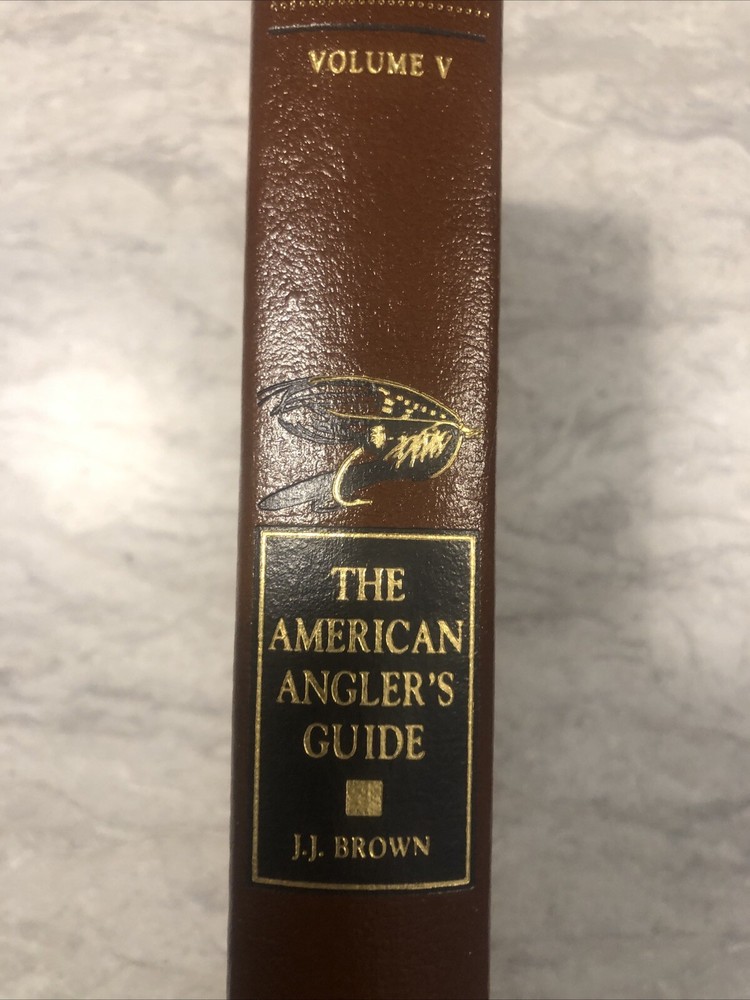 VOLUME V
THE
AMERICAN
ANGLER'S
GUIDE
J.J. BROWN